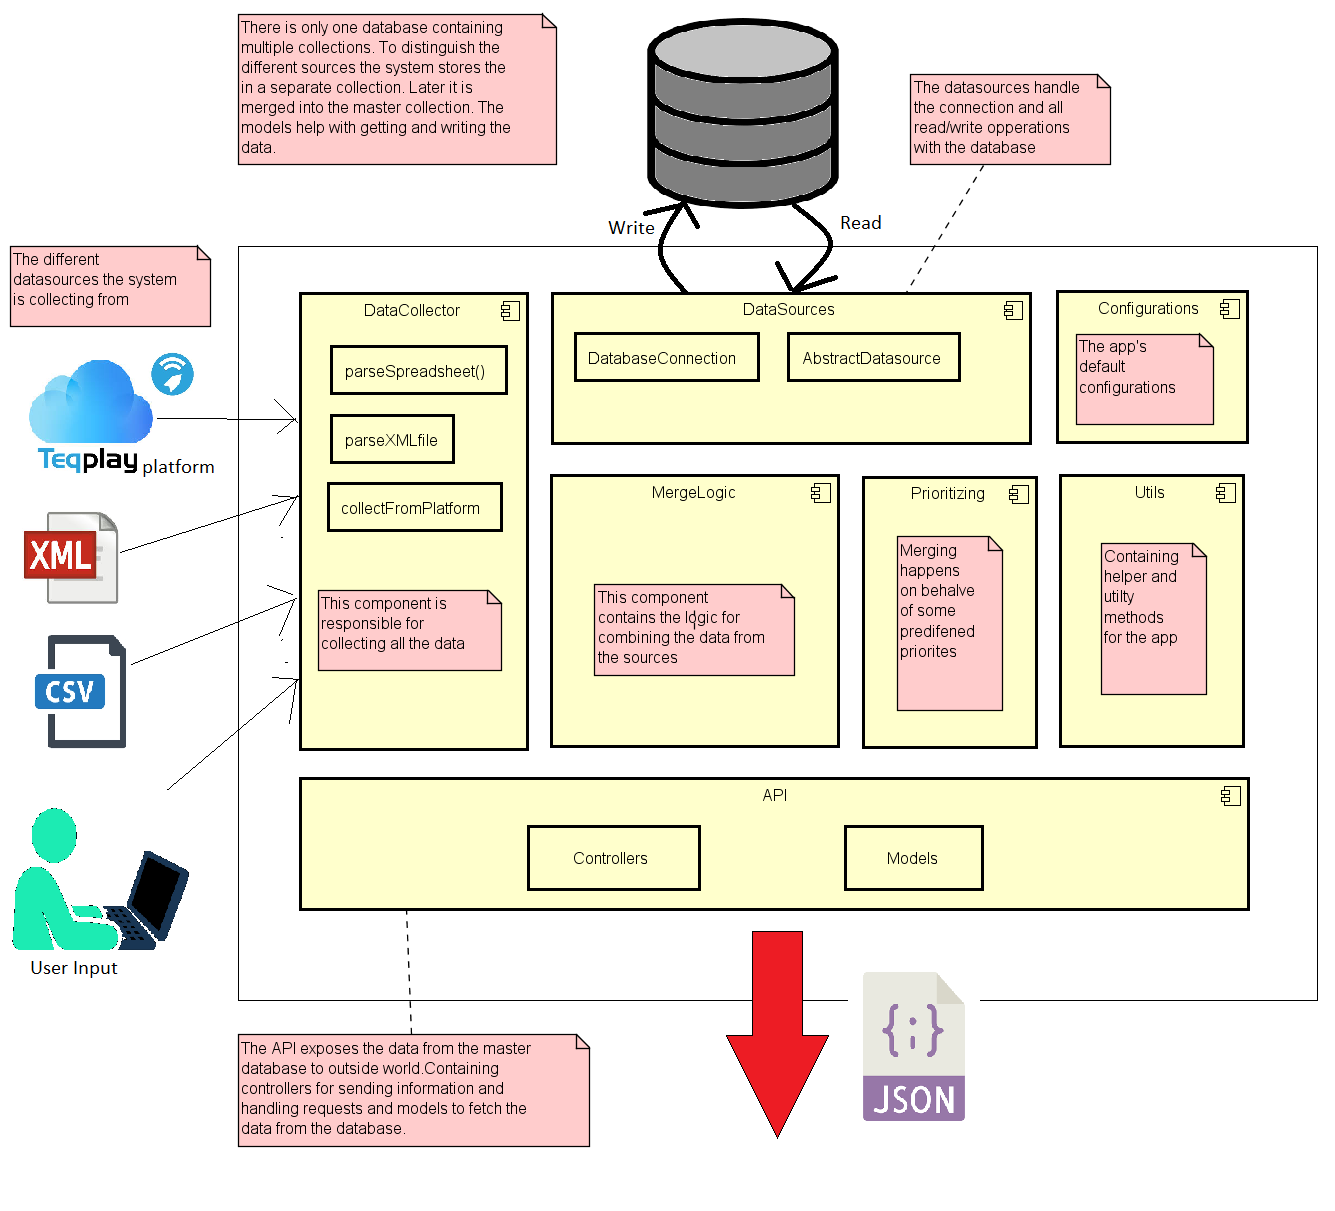 There is only one database containing
multiple collections. To distinguish the
different sources the system stores the
in a separate collection. Later it is
merged into the master collection. The
models help with getting and writing the
data.
The datasources handle
the connection and all
read/write opperations
with the database
Write
Read
The different
datasources the system
is collecting from
Teqplay platform
XML
CSV
User Input
DataCollector
parseSpreadsheet()
parseXMLfile
collectFromPlatform
This component is
responsible for
collecting all the data
DataSources
DatabaseConnection
AbstractDatasource
Configurations
The app's
default
configurations
MergeLogic
This component
contains the logic for
combining the data from
the sources
Prioritizing
Merging
happens
on behalve
of some
predifened
priorites
Utils
Containing
helper and
utilty
methods
for the app
API
Controllers
Models
The API exposes the data from the master
database to outside world.Containing
controllers for sending information and
handling requests and models to fetch the
data from the database.
{;}
JSON